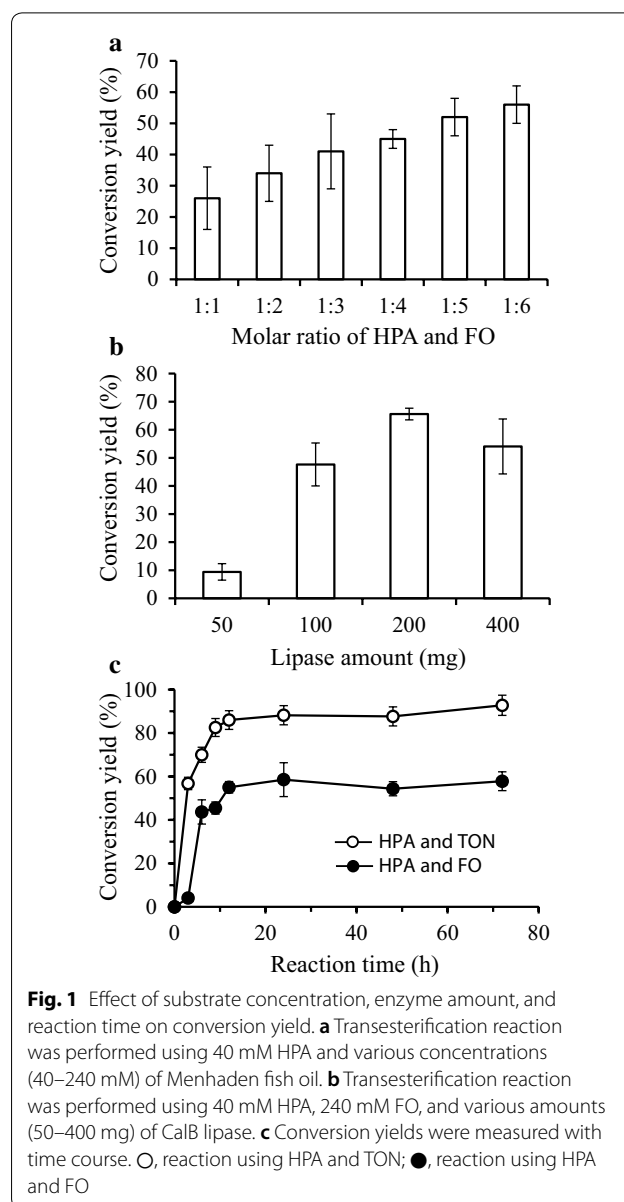 a
Conversion yield (%)
70
60
50
40
30
20
10
0
1:1 1:2 1:3 1:4 1:5 1:6
Molar ratio of HPA and FO
b
Conversion yield (%)
80
70
60
50
40
30
20
10
0
50 100 200 400
Lipase amount (mg)
c
Conversion yield (%)
100
80
60
40
20
0
HPA and TON
HPA and FO
0 20 40 60 80
Reaction time (h)
Fig. 1 Effect of substrate concentration, enzyme amount, and
reaction time on conversion yield. a Transesterification reaction
was performed using 40 mM HPA and various concentrations
(40–240 mM) of Menhaden fish oil. b Transesterification reaction
was performed using 40 mM HPA, 240 mM FO, and various amounts
(50–400 mg) of CalB lipase. c Conversion yields were measured with
time course. ○, reaction using HPA and TON; ●, reaction using HPA
and FO